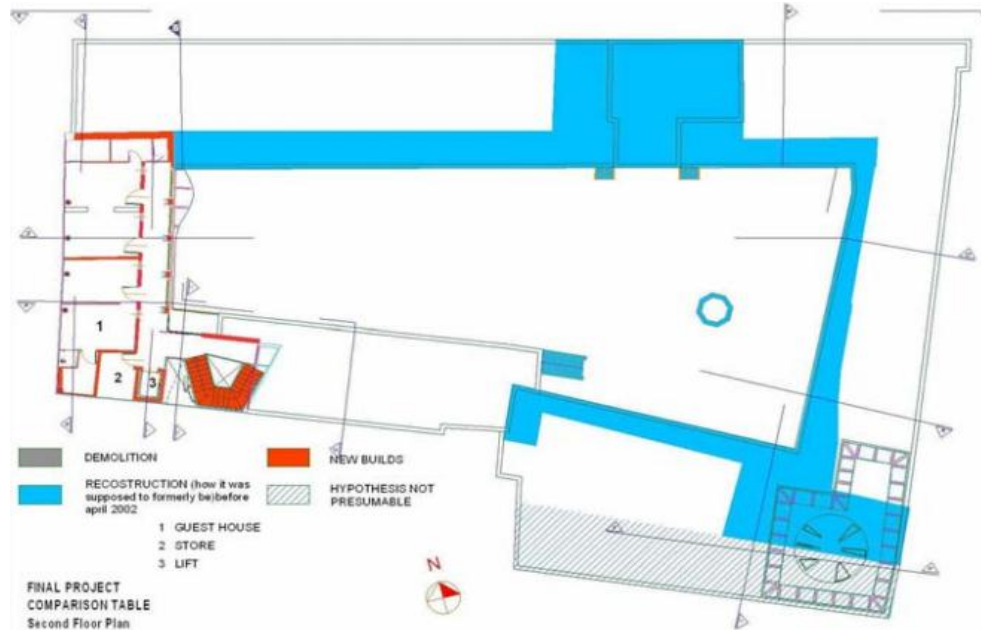 1
2
3
DEMOLITION
NEW BUILDS
RECOSTRUCTION (how it was
supposed to formerly be)before
april 2002
HYPOTHESIS NOT
PRESUMABLE
1 GUEST HOUSE
2 STORE
3 LIFT
N
FINAL PROJECT
COMPARISON TABLE
Second Floor Plan